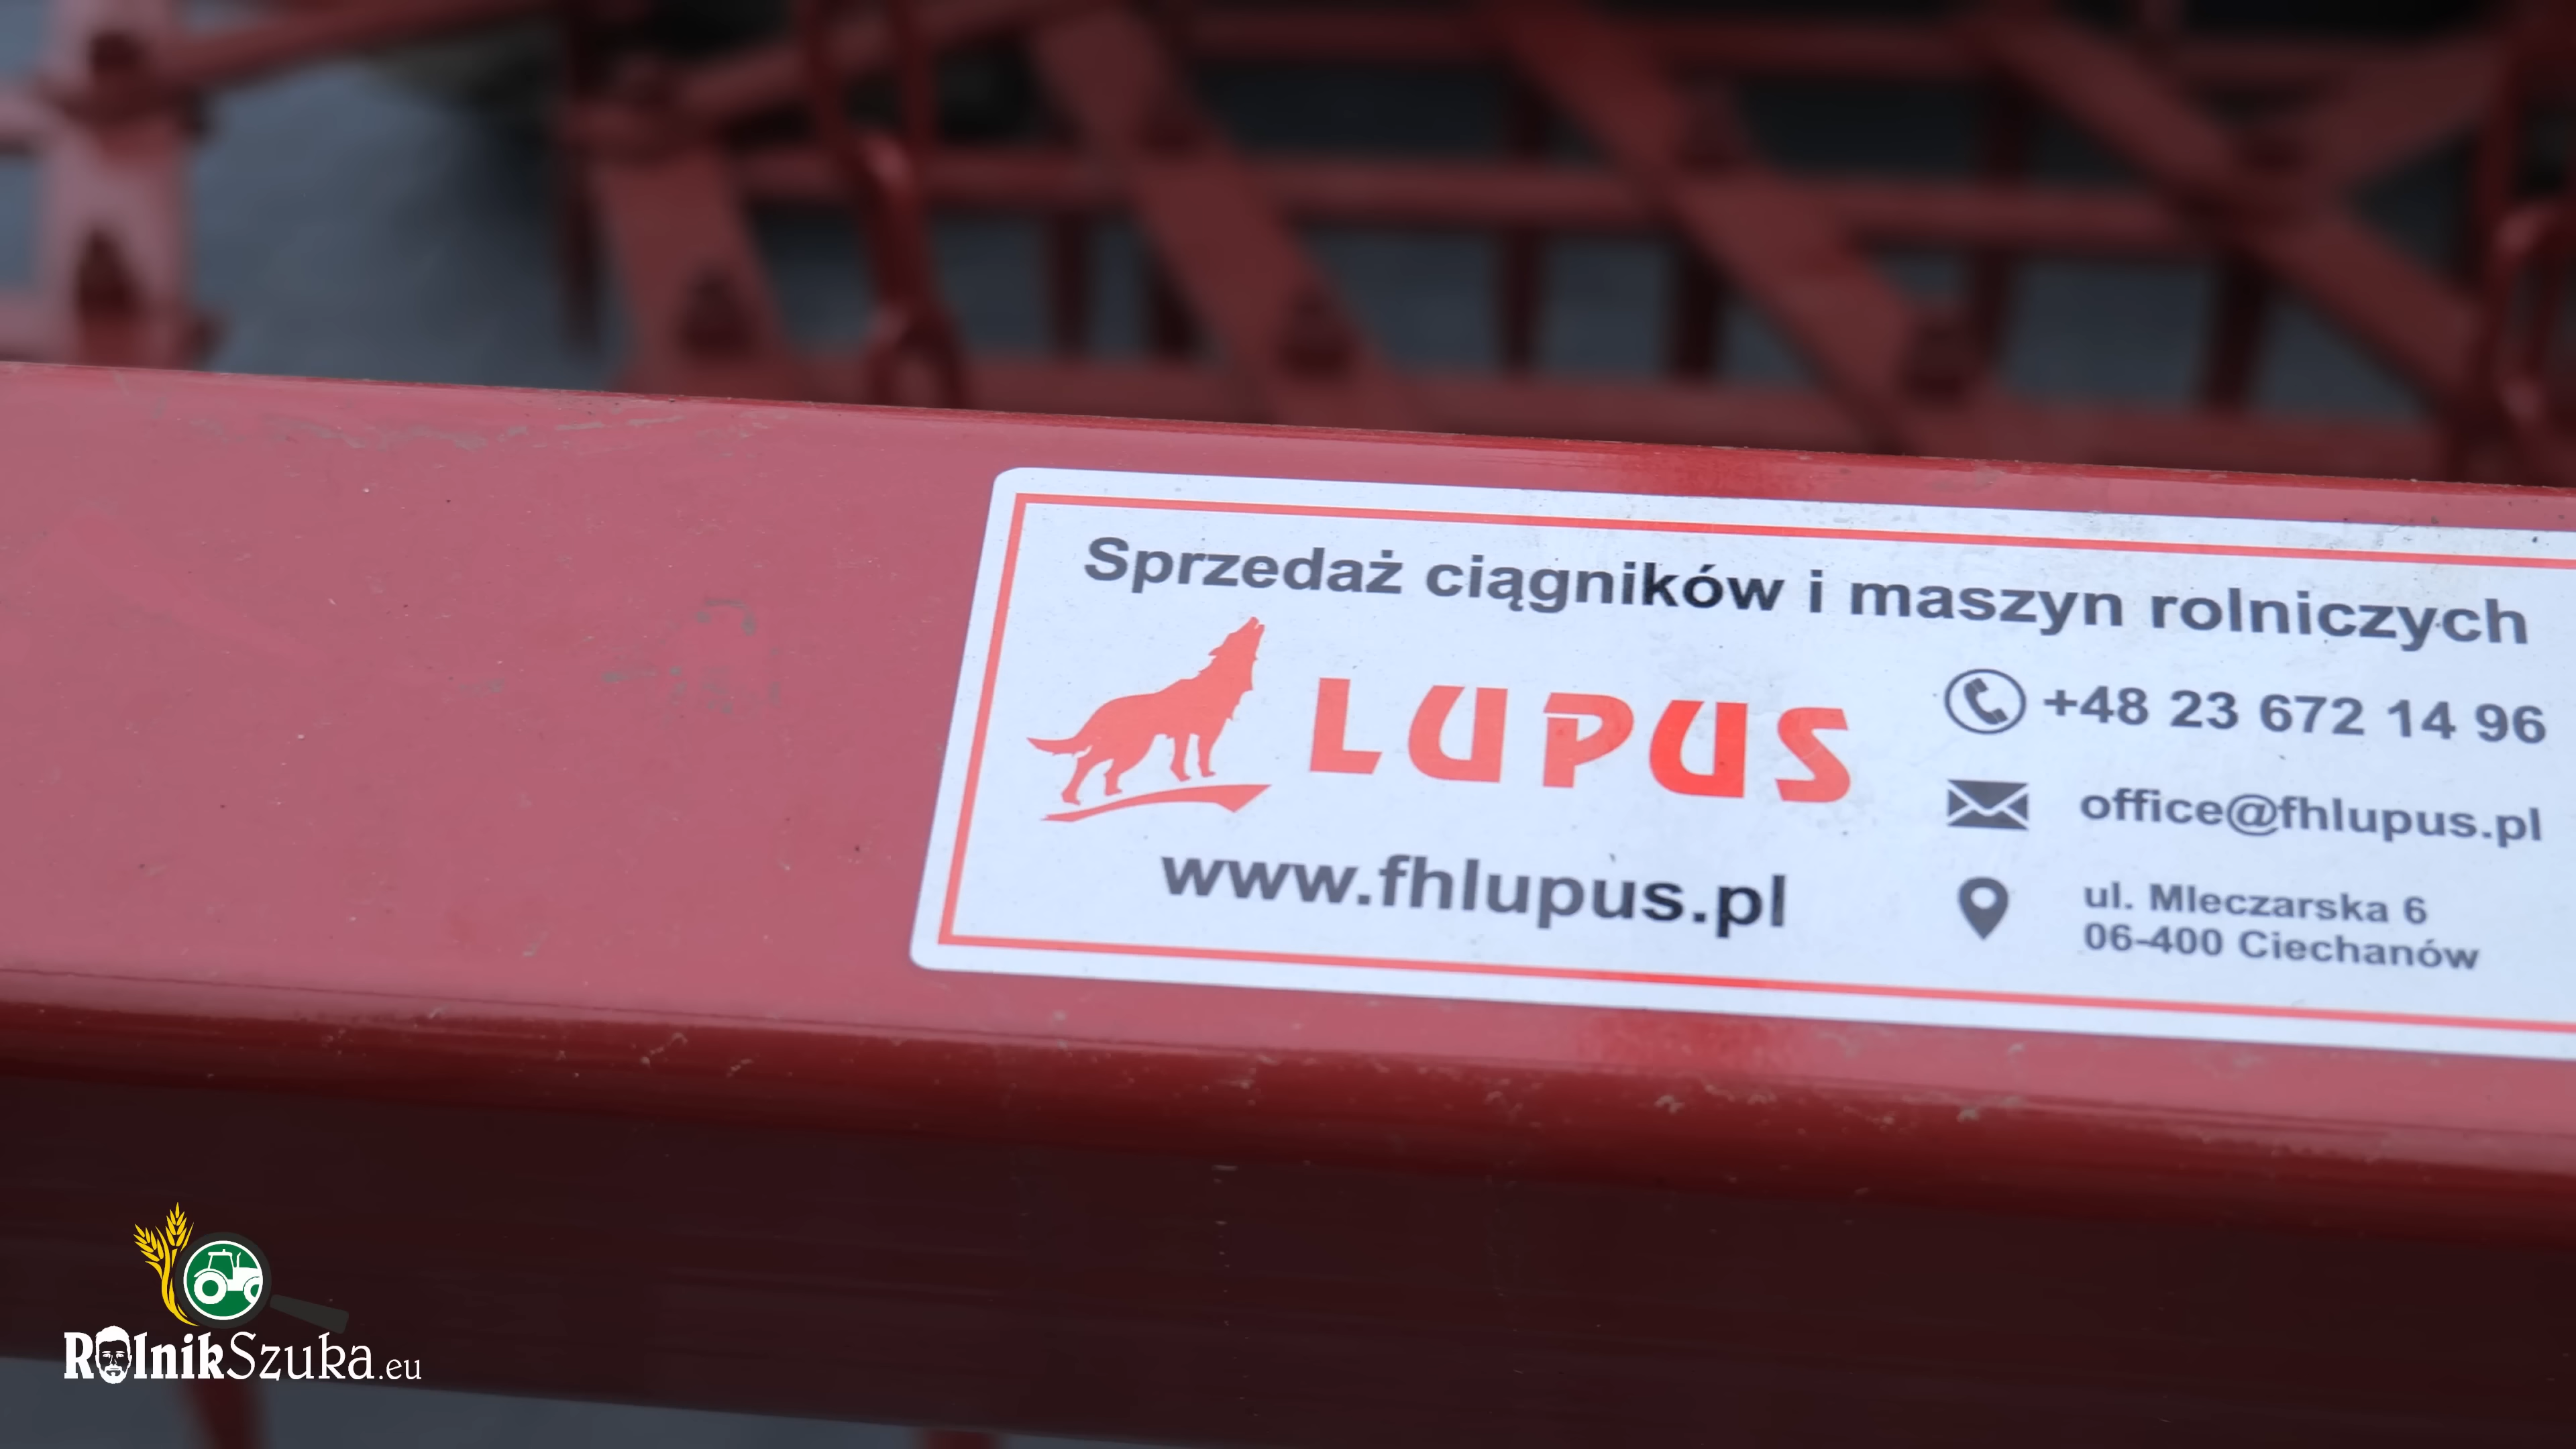 Sprzedaż ciągników i maszyn rolniczych
LUPUS
www.fhlupus.pl
+48 23 672 14 96
office@fhlupus.pl
ul. Mleczarska 6
06-400 Ciechanów
RolnikSzuka.eu